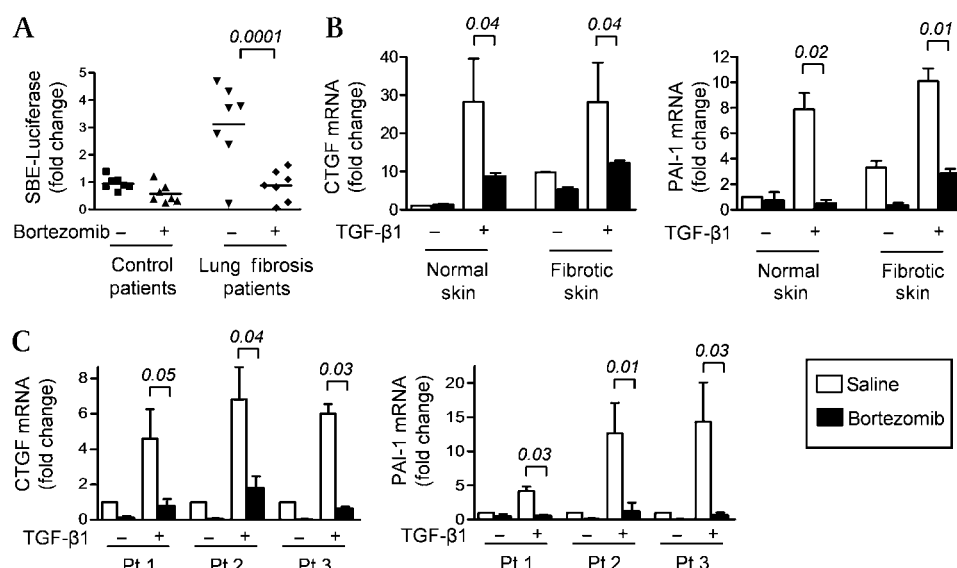 A
0.0001
SBE-Luciferase
(fold change)
5
4
3
2
1
0
Bortezomib – + – +
Control
patients
Lung fibrosis
patients
B
0.04
0.04
CTGF mRNA
(fold change)
40
30
20
10
0
TGF-β1 – + – +
Normal
skin
Fibrotic
skin
0.02
0.01
PAI-1 mRNA
(fold change)
12
10
8
6
4
2
0
TGF-β1 – + – +
Normal
skin
Fibrotic
skin
C
0.05
0.04
0.03
CTGF mRNA
(fold change)
8
6
4
2
0
TGF-β1 – + – + – +
Pt 1 Pt 2 Pt 3
0.03
0.01
0.03
PAI-1 mRNA
(fold change)
20
15
10
5
0
TGF-β1 – + – + – +
Pt 1 Pt 2 Pt 3
Saline
Bortezomib